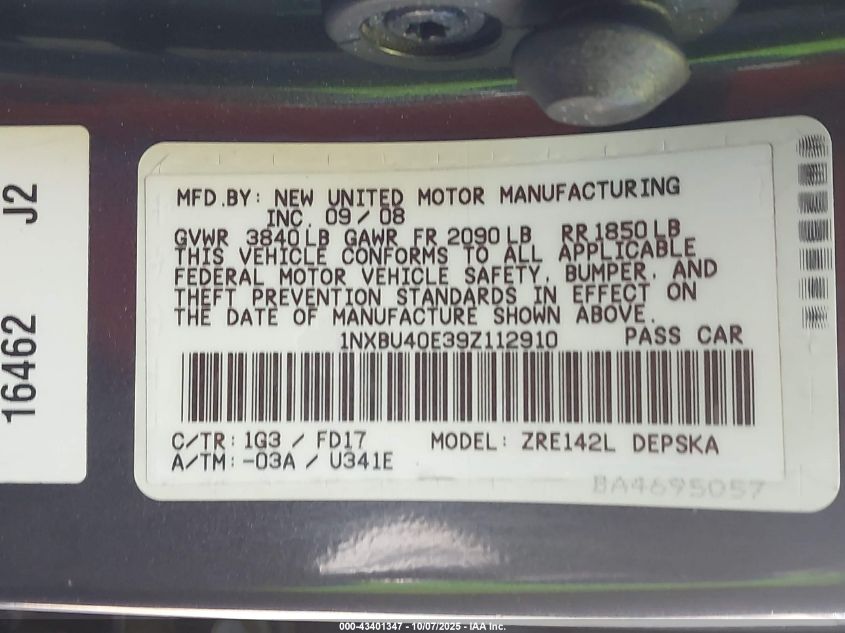 MFD.BY: NEW UNITED MOTOR MANUFACTURING
INC. 09/08
GVWR 3840LB GAWR FR 2090LB RR 1850LB
THIS VEHICLE CONFORMS TO ALL APPLICABLE
FEDERAL MOTOR VEHICLE SAFETY, BUMPER, AND
THEFT PREVENTION STANDARDS IN EFFECT ON
THE DATE OF MANUFACTURE SHOWN ABOVE.
1NXBU40E39Z112910 PASS CAR
C/TR: 1G3 / FD17 MODEL: ZRE142L DEPSKA
A/TM: -03A / U341E
BA4695057
16462 J2
000-43401347 - 10/07/2025 - IAA Inc.